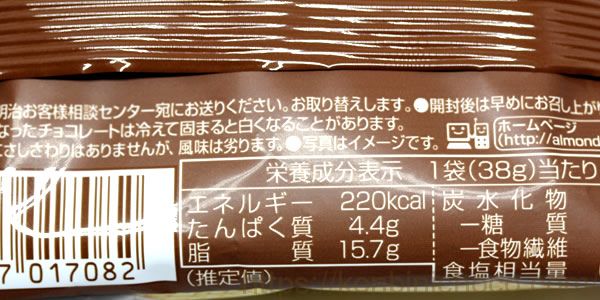 明治お客様相談センター宛にお送りください。お取り替えします。●開封後は早めにお召し上がり
なったチョコレートは冷えて固まると白くなることがあります。
にさしさわりはありませんが、風味は劣ります。●写真はイメージです。
ホームページ
(http://almond
栄養成分表示 1袋(38g)当たり
エネルギー 220kcal
たんぱく質 4.4g
脂質 15.7g
(推定値)
炭水化物
―糖質
―食物繊維
食塩相当量
7 017082